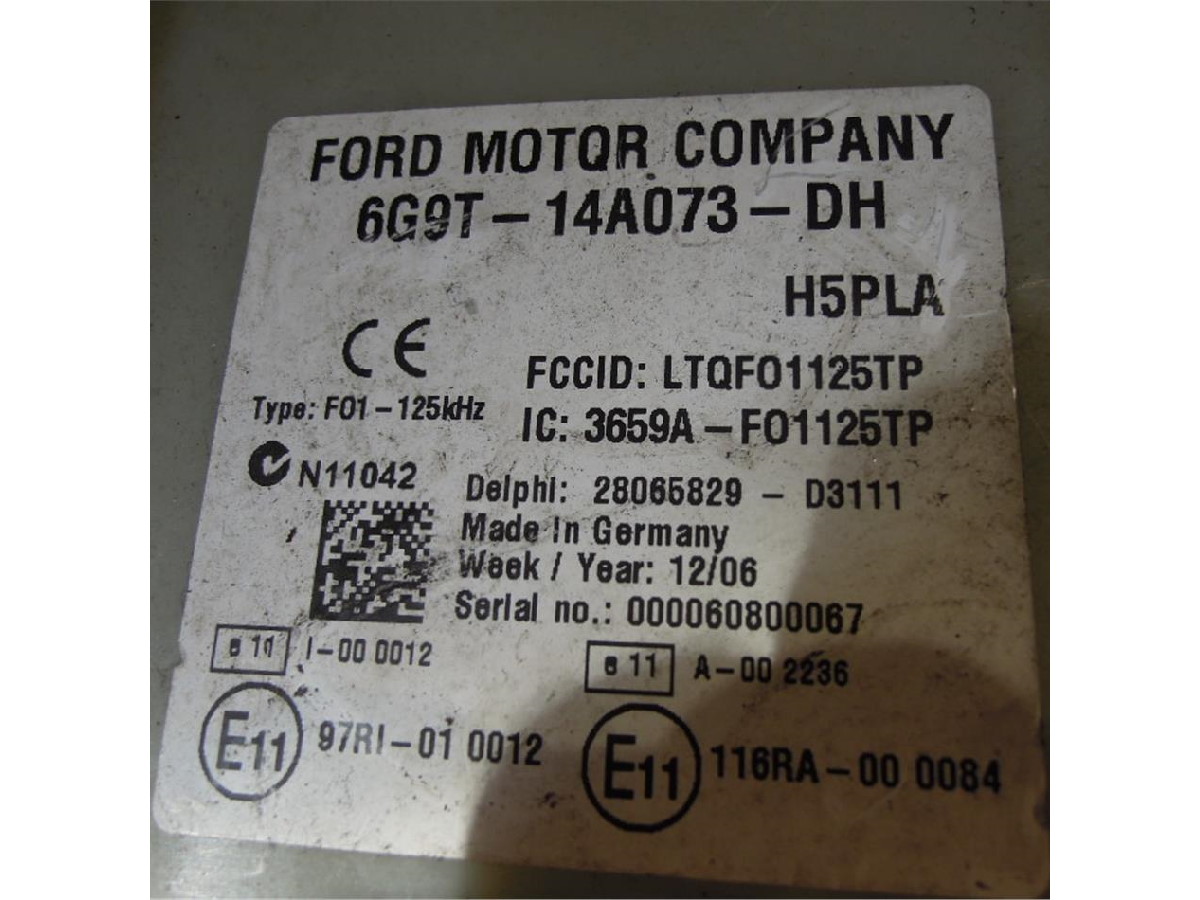 FORD MOTOR COMPANY
6G9T-14A073-DH
H5PLA
CE
FCCID: LTQFO1125TP
Type: FO1-125kHz
IC: 3659A-FO1125TP
N11042
Delphi: 28065829 - D3111
Made In Germany
Week / Year: 12/06
Serial no.: 000060800067
e 11 I-00 0012
e 11 A-00 2236
E11 97RI-01 0012
E11 116RA-00 0084